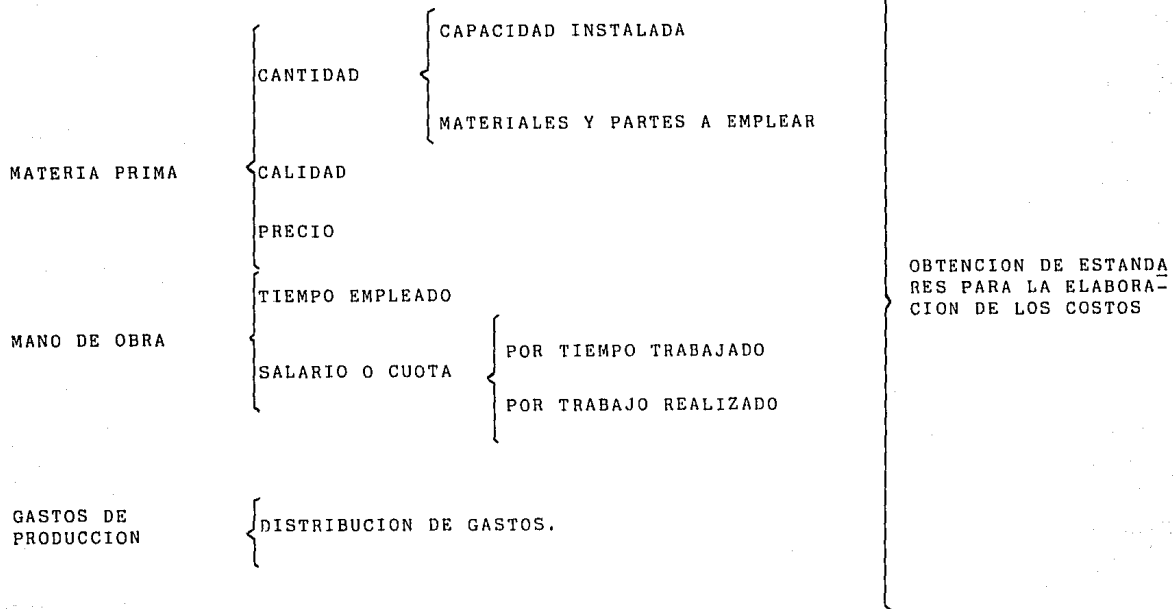 CAPACIDAD INSTALADA
CANTIDAD
MATERIALES Y PARTES A EMPLEAR
MATERIA PRIMA
CALIDAD
PRECIO
TIEMPO EMPLEADO
MANO DE OBRA
SALARIO O CUOTA
POR TIEMPO TRABAJADO
POR TRABAJO REALIZADO
GASTOS DE
PRODUCCION
DISTRIBUCION DE GASTOS.
OBTENCION DE ESTANDA
RES PARA LA ELABORA-
CION DE LOS COSTOS